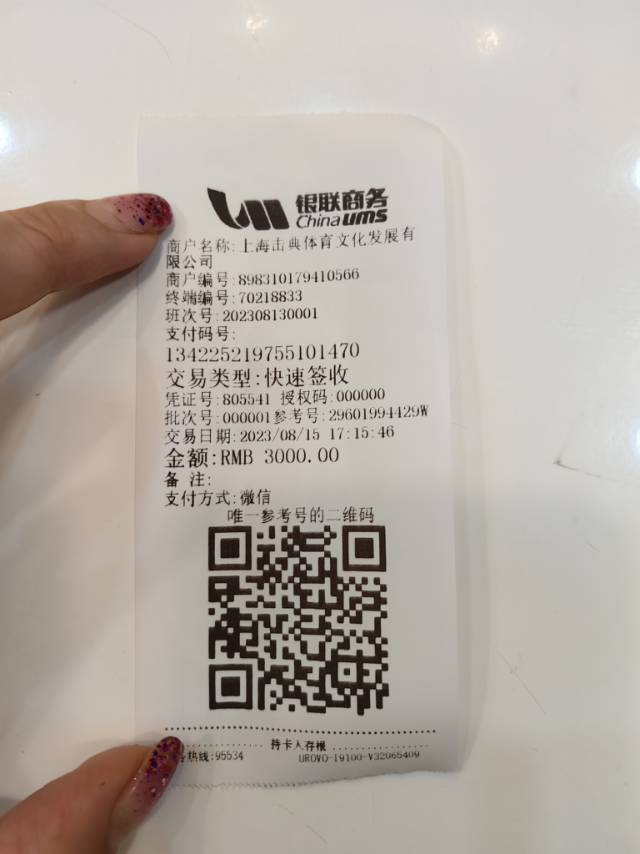 银联商务
China ums
商户名称:上海击典体育文化发展有
限公司
商户编号:898310179410566
终端编号:70218833
班次号:202308130001
支付码号:
134225219755101470
交易类型:快速签收
凭证号:805541 授权码:000000
批次号:000001参考号:29601994429W
交易日期:2023/08/15 17:15:46
金额:RMB 3000.00
备 注:
支付方式:微信
唯一参考号的二维码
持卡人存根
热线:95534
UROVO-I9100-V32065409